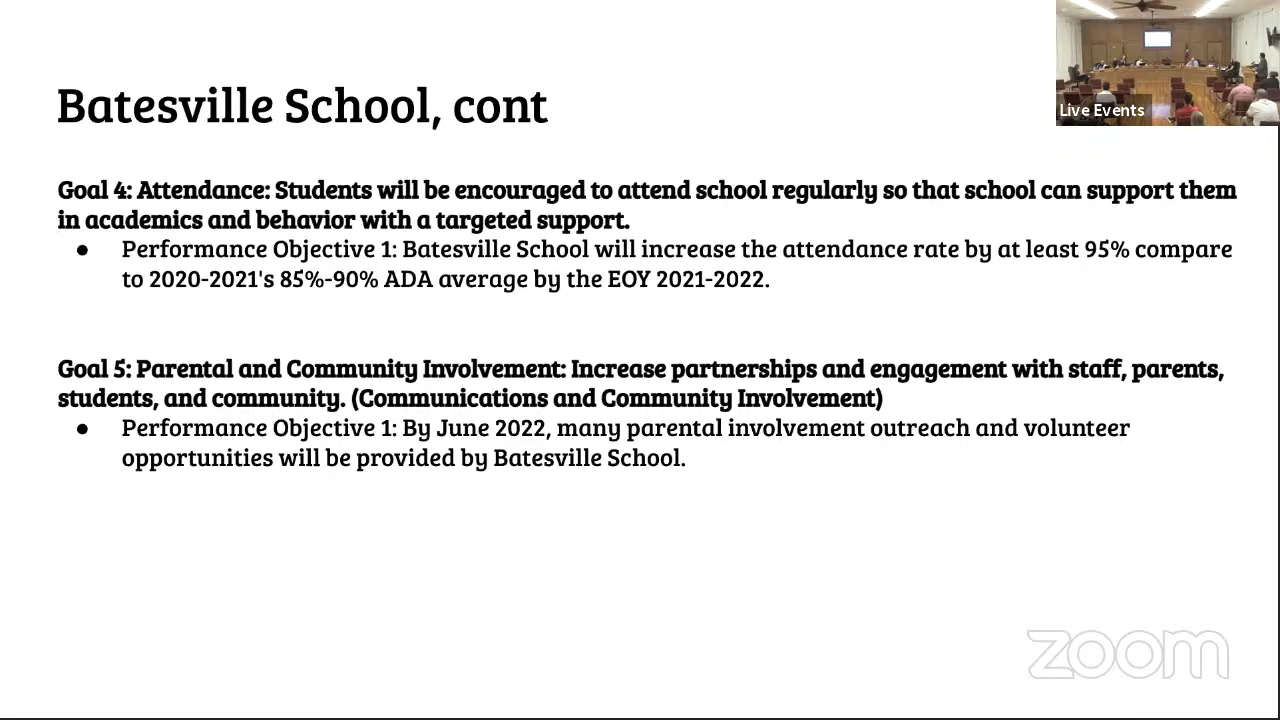 Batesville School, cont
Live Events
Goal 4: Attendance: Students will be encouraged to attend school regularly so that school can support them
in academics and behavior with a targeted support.
● Performance Objective 1: Batesville School will increase the attendance rate by at least 95% compare
to 2020-2021's 85%-90% ADA average by the EOY 2021-2022.
Goal 5: Parental and Community Involvement: Increase partnerships and engagement with staff, parents,
students, and community. (Communications and Community Involvement)
● Performance Objective 1: By June 2022, many parental involvement outreach and volunteer
opportunities will be provided by Batesville School.
zoom